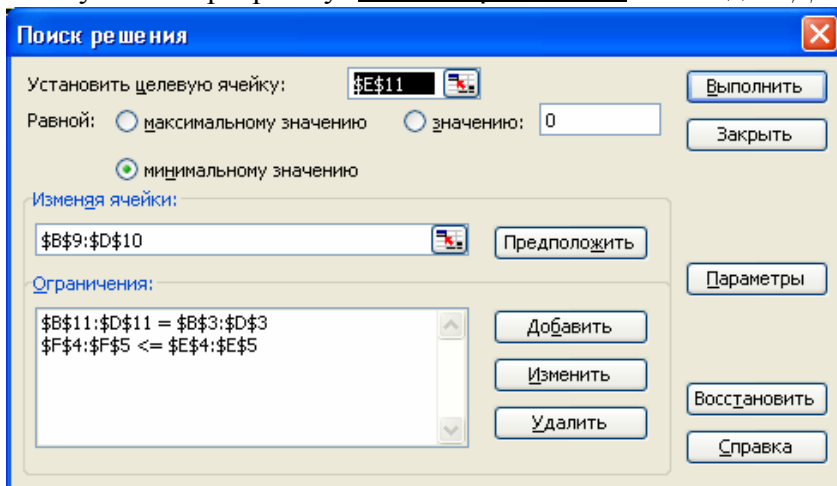 Поиск решения
Установить целевую ячейку: $E$11
Выполнить
Равной: максимальному значению значению: 0
Закрыть
минимальному значению
Изменяя ячейки:
$B$9:$D$10
Предположить
Параметры
Ограничения:
$B$11:$D$11 = $B$3:$D$3
$F$4:$F$5 <= $E$4:$E$5
Добавить
Изменить
Восстановить
Удалить
Справка